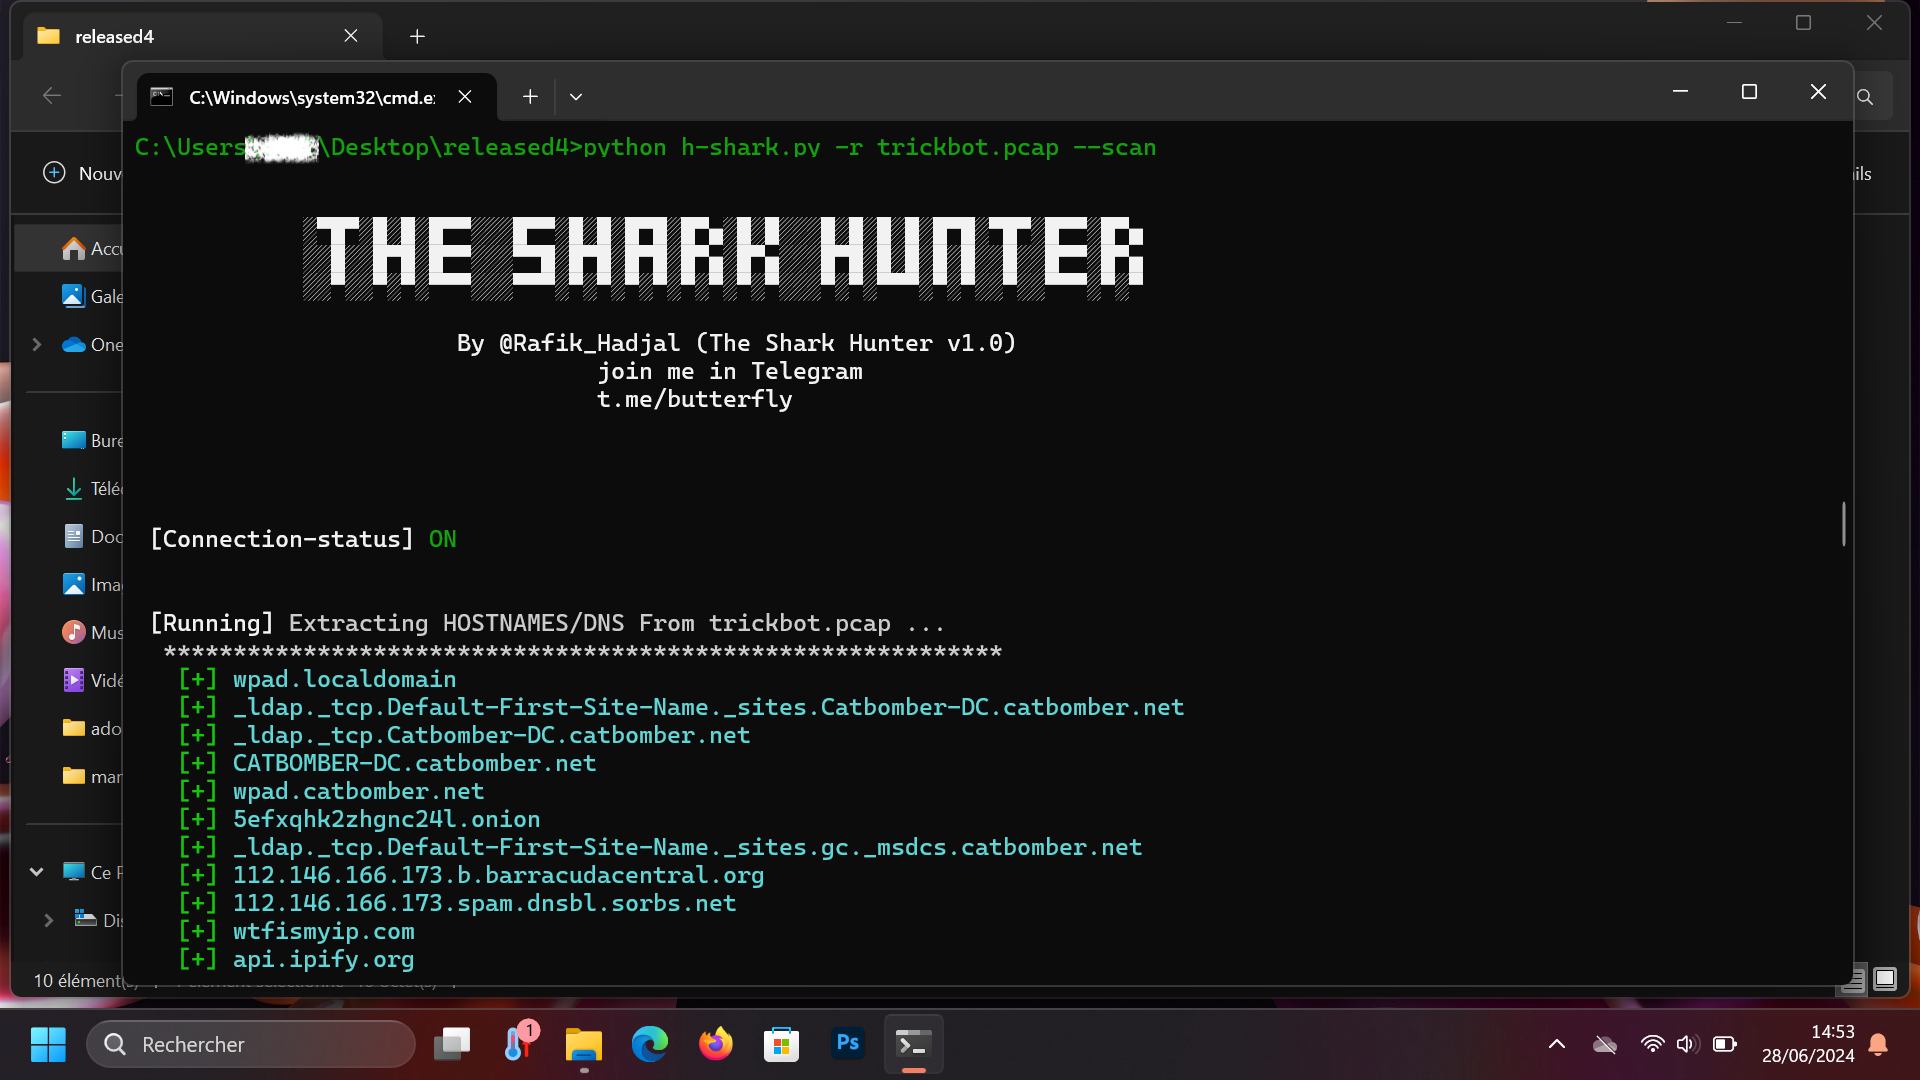 released4
C:\Windows\system32\cmd.e
C:\Users \Desktop\released4>python h-shark.py -r trickbot.pcap --scan
Nouv
ils
THE SHARK HUNTER
Accu
Gale
One
By @Rafik_Hadjal (The Shark Hunter v1.0)
join me in Telegram
t.me/butterfly
Bure
Téléc
Doc
[Connection-status] ON
Ima
[Running] Extracting HOSTNAMES/DNS From trickbot.pcap ...
************************************************************
Mus
[+] wpad.localdomain
Vidé
[+] _ldap._tcp.Default-First-Site-Name._sites.Catbomber-DC.catbomber.net
ado
[+] _ldap._tcp.Catbomber-DC.catbomber.net
[+] CATBOMBER-DC.catbomber.net
mar
[+] wpad.catbomber.net
[+] 5efxqhk2zhgnc24l.onion
[+] _ldap._tcp.Default-First-Site-Name._sites.gc._msdcs.catbomber.net
Ce P
[+] 112.146.166.173.b.barracudacentral.org
[+] 112.146.166.173.spam.dnsbl.sorbs.net
Dis
[+] wtfismyip.com
[+] api.ipify.org
10 élément(s)
Rechercher
1
Ps
14:53
28/06/2024